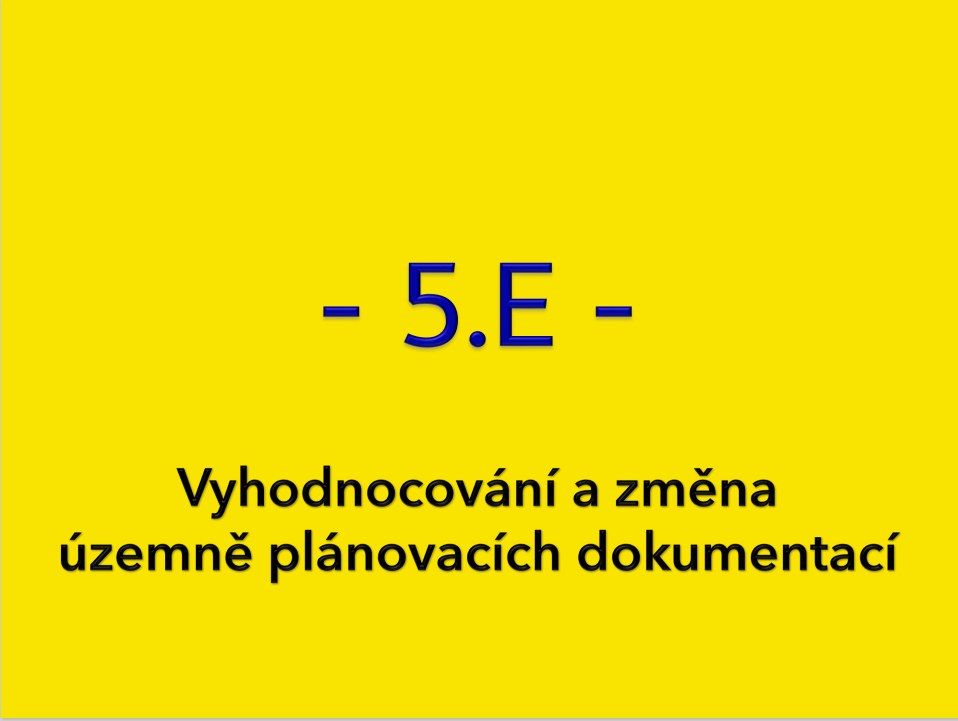 - 5.E -
Vyhodnocování a změna
územně plánovacích dokumentací